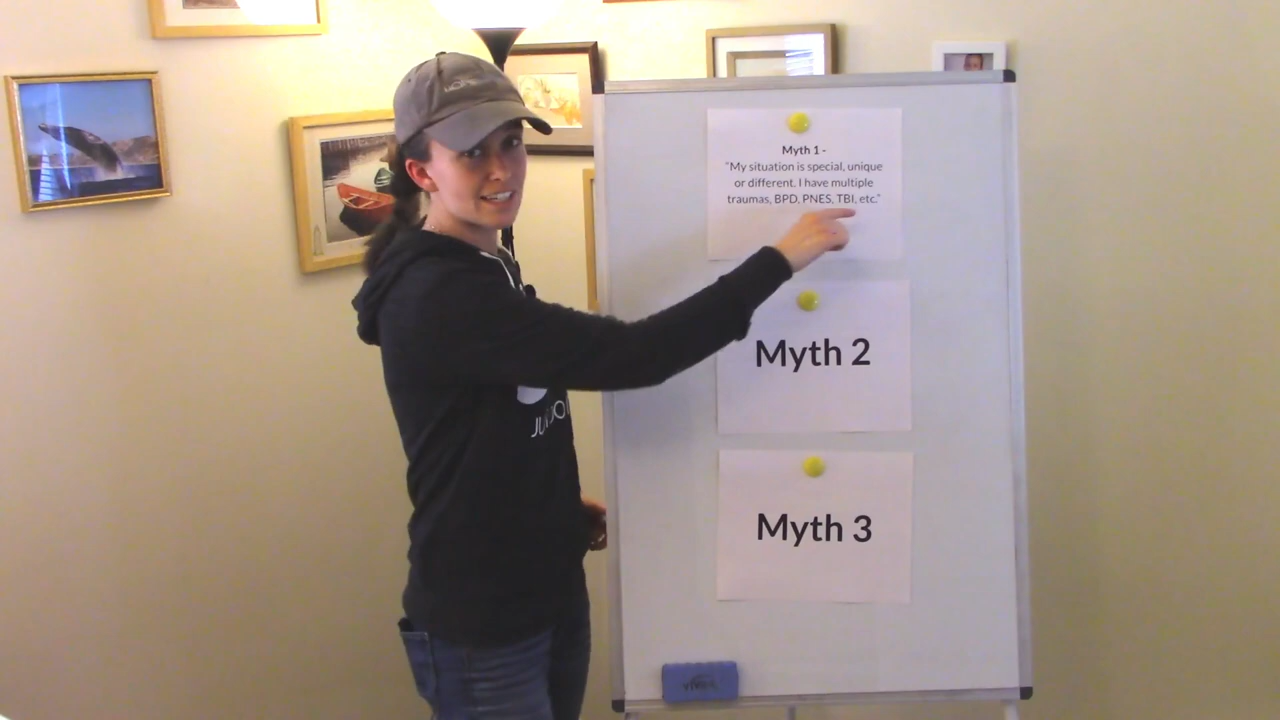 Myth 1 -
"My situation is special, unique
or different. I have multiple
traumas, BPD, PNES, TBI, etc."
Myth 2
Myth 3